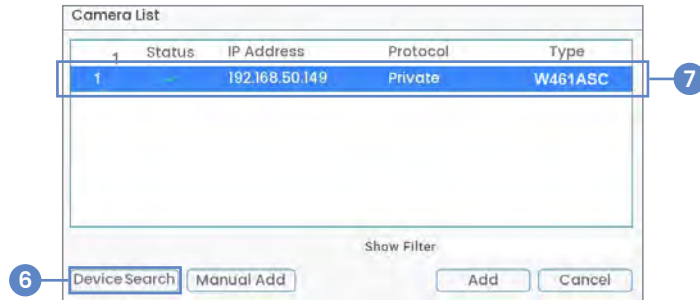 Camera List
1 Status IP Address Protocol Type
1 192.168.50.149 Private W461ASC
7
Show Filter
6 Device Search Manual Add Add Cancel